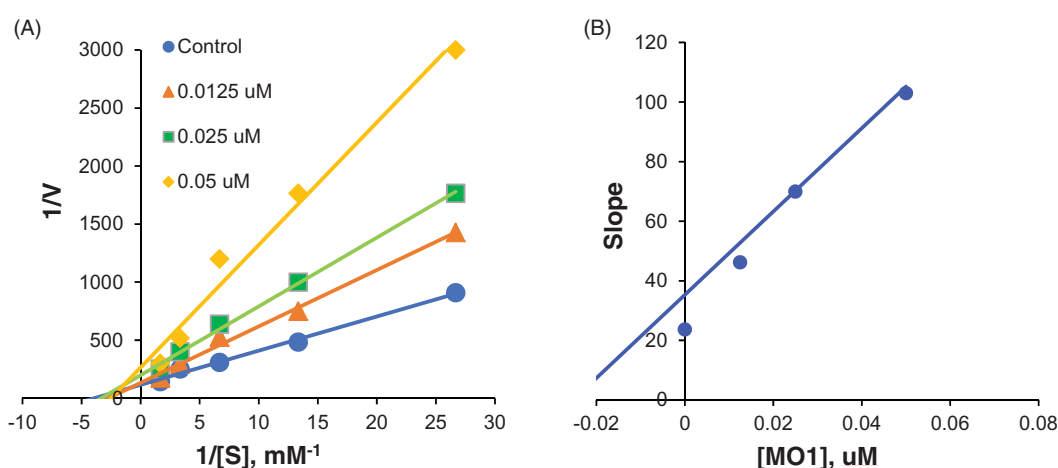 (A)
Control
0.0125 uM
0.025 uM
0.05 uM
3000
2500
2000
1500
1000
500
0
-10
-5
0
5
10
15
20
25
30
1/V
1/[S], mM-1
(B)
120
100
80
60
40
20
0
-0.02
0
0.02
0.04
0.06
0.08
Slope
[MO1], uM